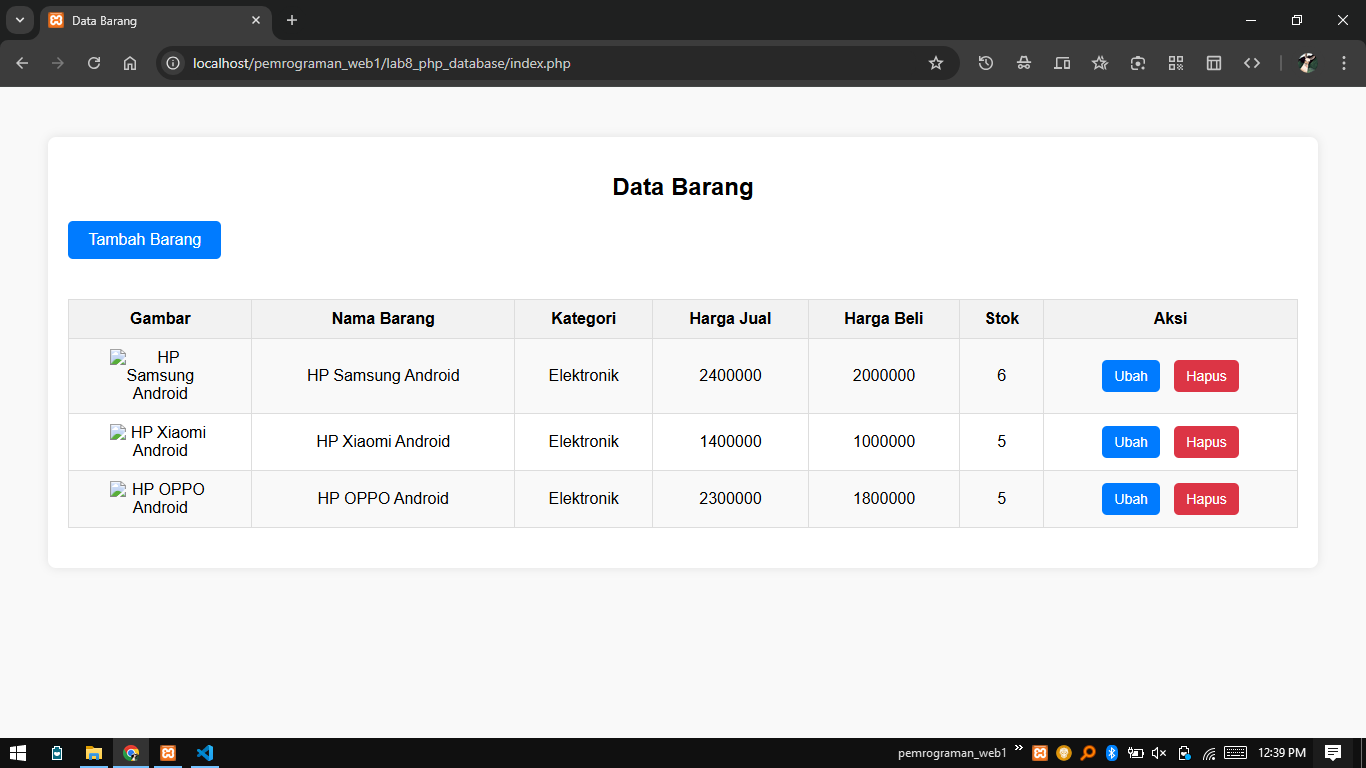 Data Barang
localhost/pemrograman_web1/lab8_php_database/index.php
Data Barang
Tambah Barang
Gambar Nama Barang Kategori Harga Jual Harga Beli Stok Aksi
HP
Samsung
Android
HP Samsung Android Elektronik 2400000 2000000 6 Ubah Hapus
HP Xiaomi
Android
HP Xiaomi Android Elektronik 1400000 1000000 5 Ubah Hapus
HP OPPO
Android
HP OPPO Android Elektronik 2300000 1800000 5 Ubah Hapus
pemrograman_web1 12:39 PM